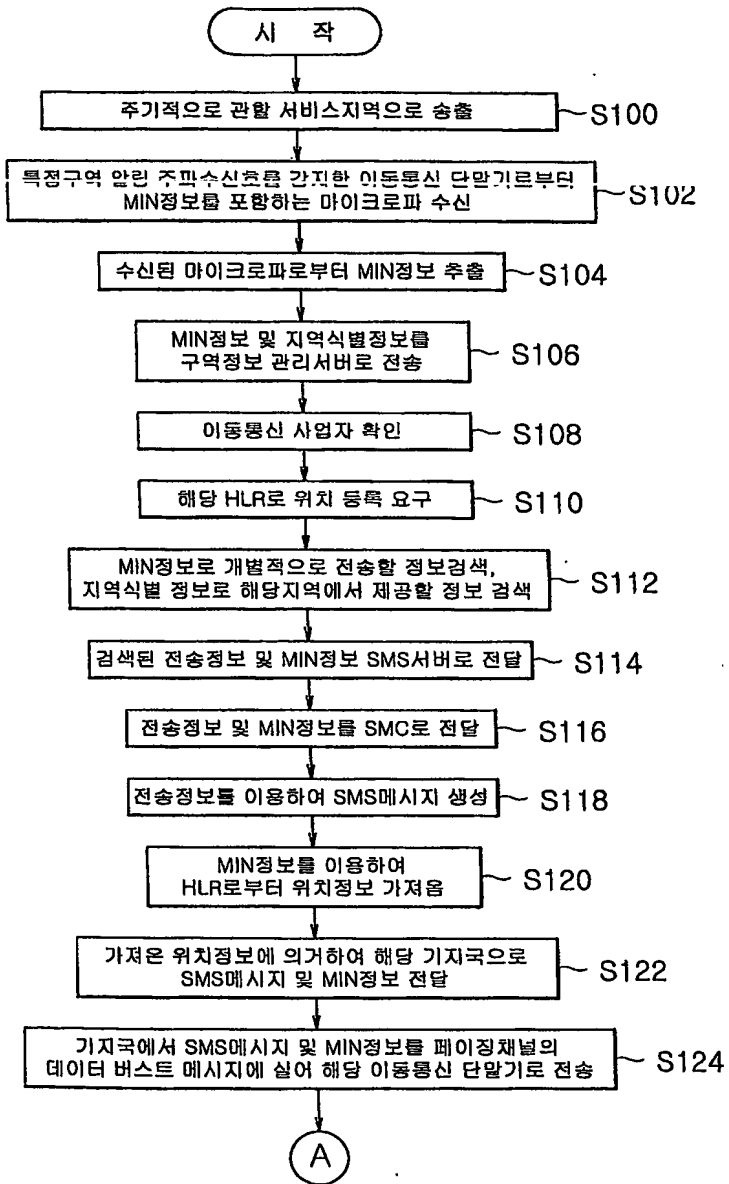 시 작
주기적으로 관할 서비스지역으로 송출
S100
특정구역 알림 주파수신호를 감지한 이동통신 단말기로부터
MIN정보를 포함하는 마이크로파 수신
S102
수신된 마이크로파로부터 MIN정보 추출
S104
MIN정보 및 지역식별정보를
구역정보 관리서버로 전송
S106
이동통신 사업자 확인
S108
해당 HLR로 위치 등록 요구
S110
MIN정보로 개별적으로 전송할 정보검색,
지역식별 정보로 해당지역에서 제공할 정보 검색
S112
검색된 전송정보 및 MIN정보 SMS서버로 전달
S114
전송정보 및 MIN정보를 SMC로 전달
S116
전송정보를 이용하여 SMS메시지 생성
S118
MIN정보를 이용하여
HLR로부터 위치정보 가져옴
S120
가져온 위치정보에 의거하여 해당 기지국으로
SMS메시지 및 MIN정보 전달
S122
기지국에서 SMS메시지 및 MIN정보를 페이징채널의
데이터 버스트 메시지에 실어 해당 이동통신 단말기로 전송
S124
A